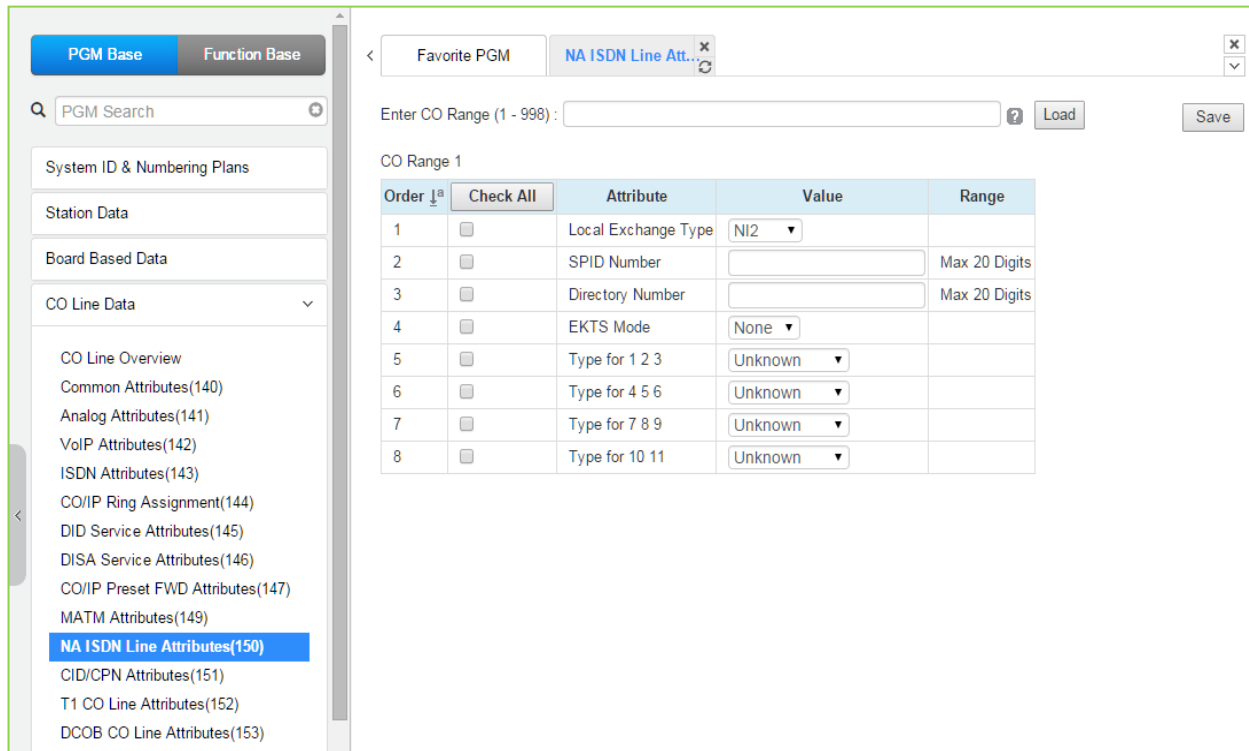 PGM Base Function Base
PGM Search
System ID & Numbering Plans
Station Data
Board Based Data
CO Line Data
CO Line Overview
Common Attributes(140)
Analog Attributes(141)
VoIP Attributes(142)
ISDN Attributes(143)
CO/IP Ring Assignment(144)
DID Service Attributes(145)
DISA Service Attributes(146)
CO/IP Preset FWD Attributes(147)
MATM Attributes(149)
NA ISDN Line Attributes(150)
CID/CPN Attributes(151)
T1 CO Line Attributes(152)
DCOB CO Line Attributes(153)
Favorite PGM NA ISDN Line Att...
Enter CO Range (1 - 998) : Load Save
CO Range 1
Order Check All Attribute Value Range
1 Local Exchange Type NI2
2 SPID Number Max 20 Digits
3 Directory Number Max 20 Digits
4 EKTS Mode None
5 Type for 1 2 3 Unknown
6 Type for 4 5 6 Unknown
7 Type for 7 8 9 Unknown
8 Type for 10 11 Unknown